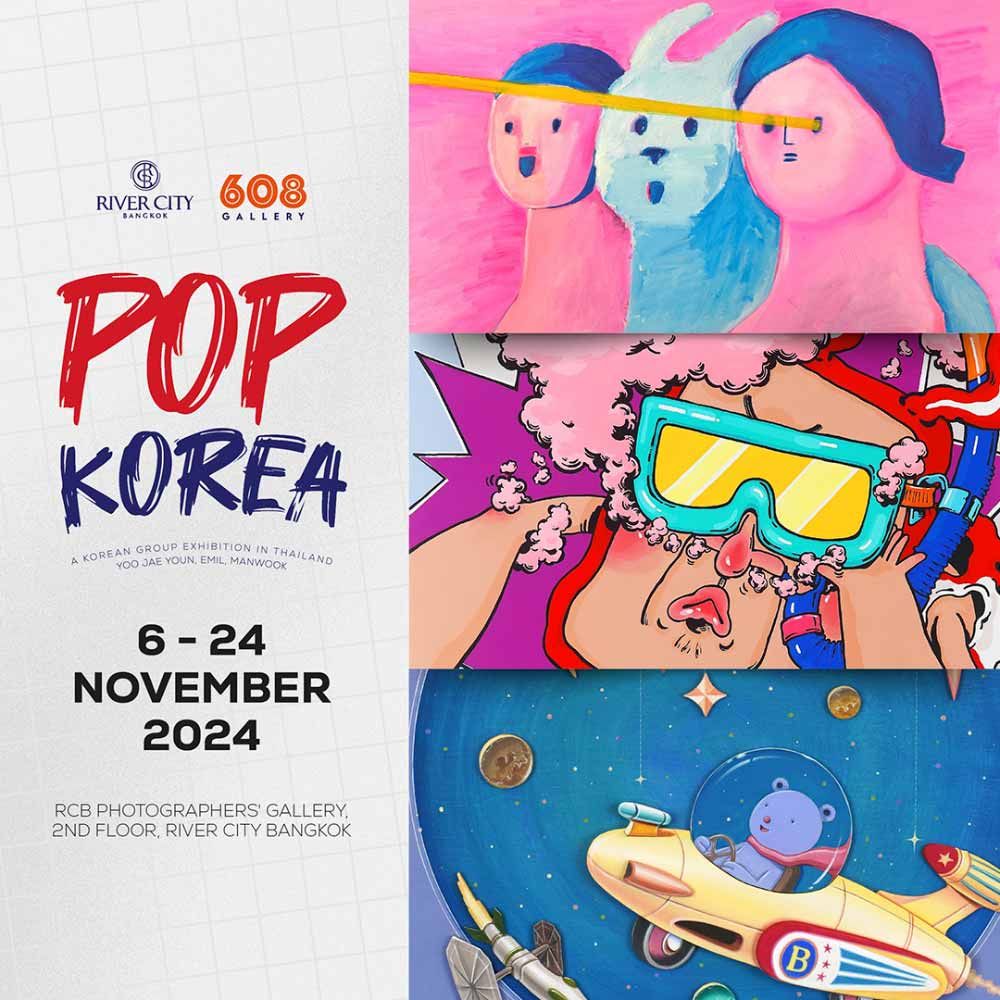 RIVER CITY
BANGKOK
608
GALLERY
POP
KOREA
A KOREAN GROUP EXHIBITION IN THAILAND
YOO JAE YOUN, EMIL, MANWOOK
6 - 24
NOVEMBER
2024
RCB PHOTOGRAPHERS' GALLERY,
2ND FLOOR, RIVER CITY BANGKOK
B